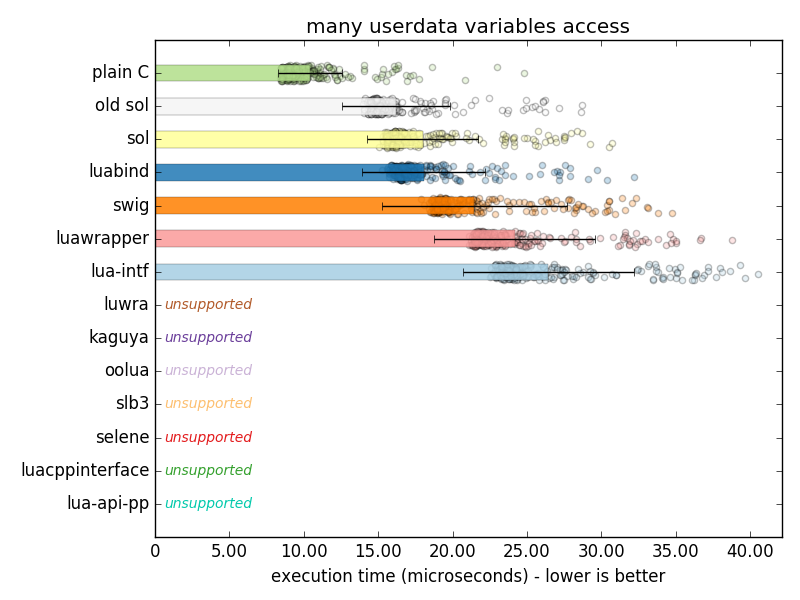 many userdata variables access
plain C
old sol
sol
luabind
swig
luawrapper
lua-intf
luwra unsupported
kaguya unsupported
oolua unsupported
slb3 unsupported
selene unsupported
luacppinterface unsupported
lua-api-pp unsupported
0 5.00 10.00 15.00 20.00 25.00 30.00 35.00 40.00
execution time (microseconds) - lower is better